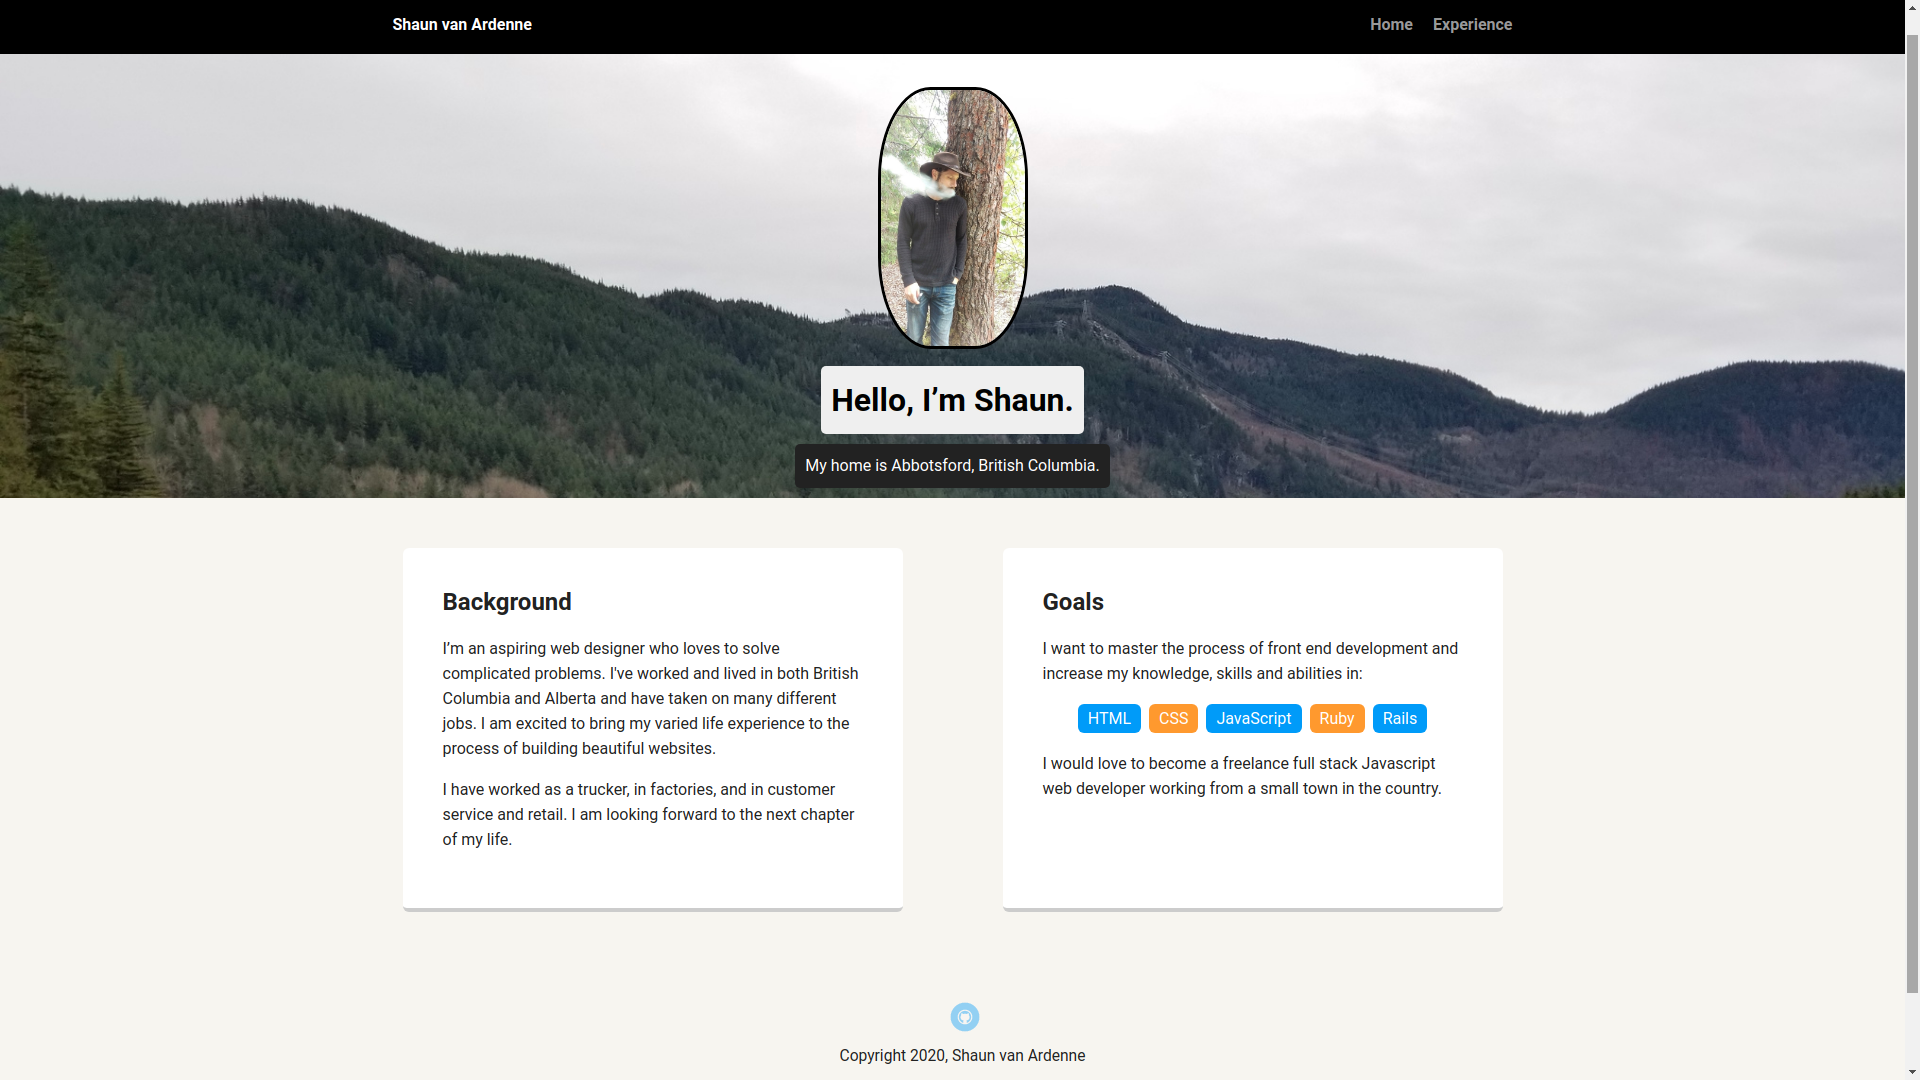 Shaun van Ardenne
Home
Experience
Hello, I’m Shaun.
My home is Abbotsford, British Columbia.
Background
I’m an aspiring web designer who loves to solve
complicated problems. I've worked and lived in both British
Columbia and Alberta and have taken on many different
jobs. I am excited to bring my varied life experience to the
process of building beautiful websites.
I have worked as a trucker, in factories, and in customer
service and retail. I am looking forward to the next chapter
of my life.
Goals
I want to master the process of front end development and
increase my knowledge, skills and abilities in:
HTML
CSS
JavaScript
Ruby
Rails
I would love to become a freelance full stack Javascript
web developer working from a small town in the country.
Copyright 2020, Shaun van Ardenne